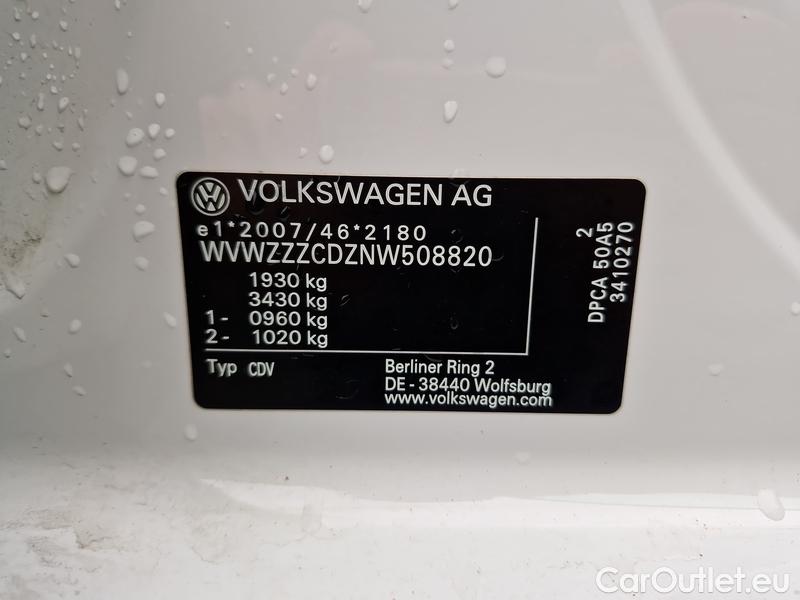 VOLKSWAGEN AG
e1*2007/46*2180
WVWZZZCDZNW508820
1930 kg
3430 kg
1- 0960 kg
2- 1020 kg
Typ CDV
Berliner Ring 2
DE - 38440 Wolfsburg
www.volkswagen.com
2
DPCA 50A5
3410270
CarOutlet.eu